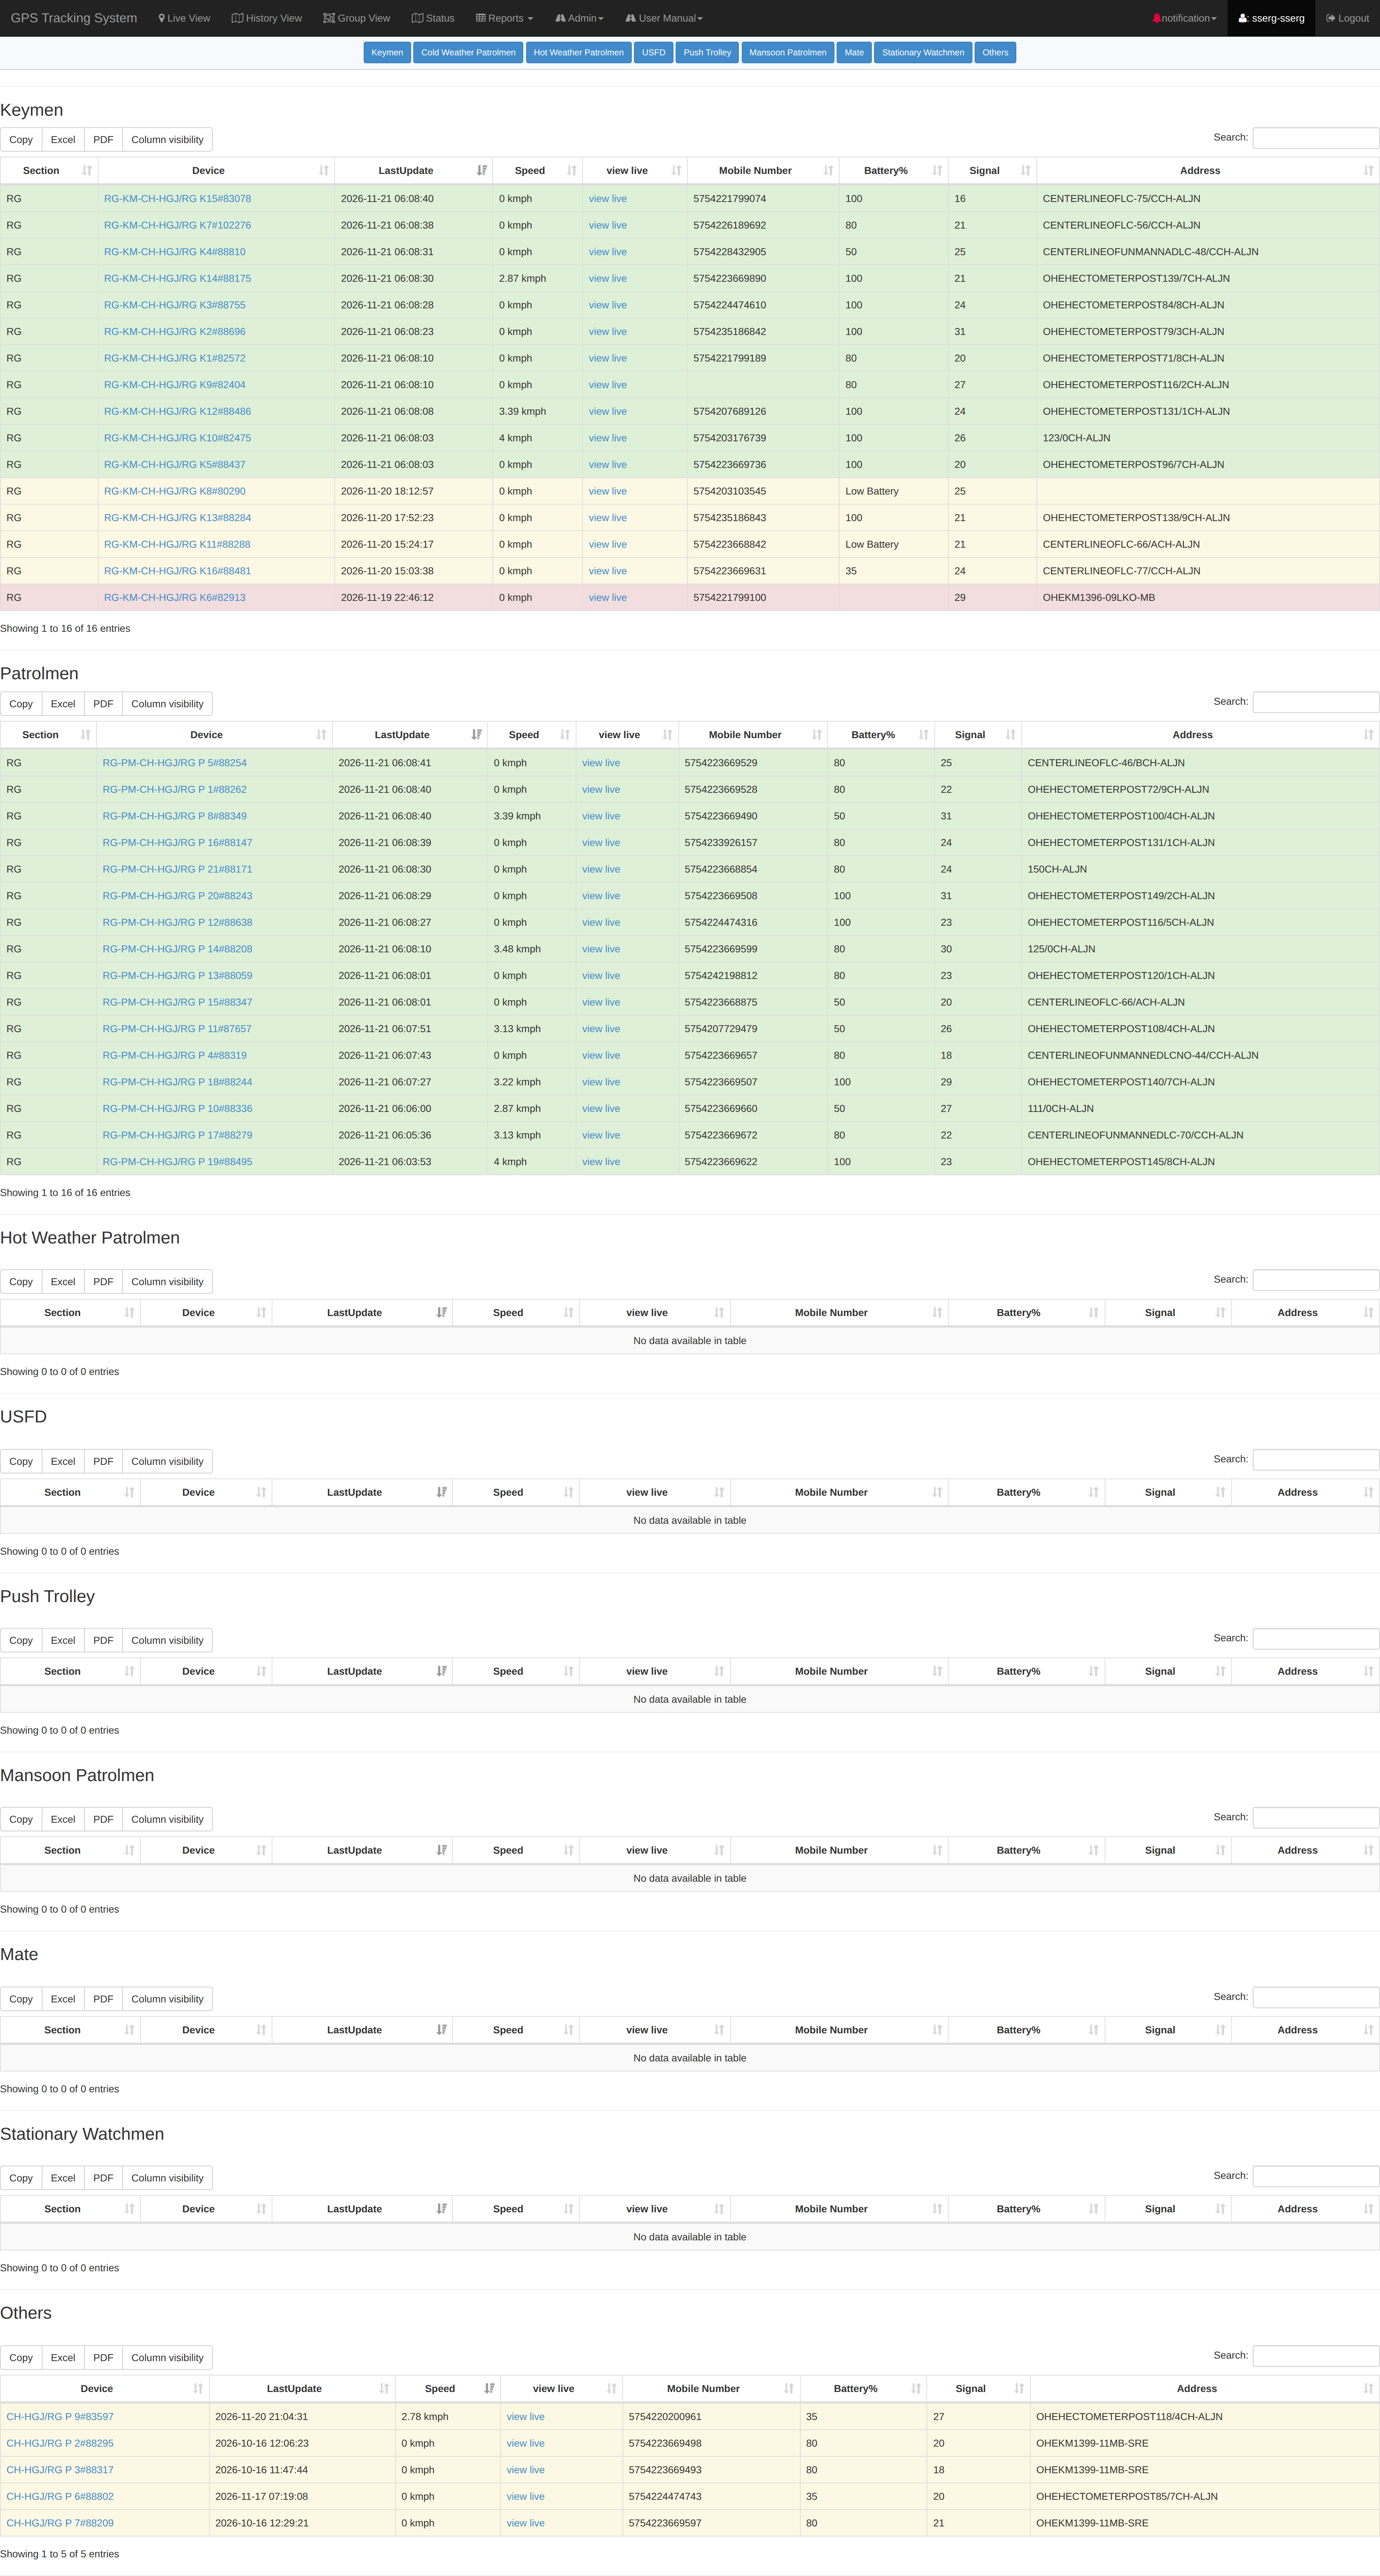 GPS Tracking System Live View History View Group View Status Reports Admin User Manual notification : sserg-sserg Logout
Keymen Cold Weather Patrolmen Hot Weather Patrolmen USFD Push Trolley Mansoon Patrolmen Mate Stationary Watchmen Others
Keymen
Copy Excel PDF Column visibility Search:
Section Device LastUpdate Speed view live Mobile Number Battery% Signal Address
RG RG-KM-CH-HGJ/RG K15#83078 2026-11-21 06:08:40 0 kmph view live 5754221799074 100 16 CENTERLINEOFLC-75/CCH-ALJN
RG RG-KM-CH-HGJ/RG K7#102276 2026-11-21 06:08:38 0 kmph view live 5754226189692 80 21 CENTERLINEOFLC-56/CCH-ALJN
RG RG-KM-CH-HGJ/RG K4#88810 2026-11-21 06:08:31 0 kmph view live 5754228432905 50 25 CENTERLINEOFUNMANNADLC-48/CCH-ALJN
RG RG-KM-CH-HGJ/RG K14#88175 2026-11-21 06:08:30 2.87 kmph view live 5754223669890 100 21 OHEHECTOMETERPOST139/7CH-ALJN
RG RG-KM-CH-HGJ/RG K3#88755 2026-11-21 06:08:28 0 kmph view live 5754224474610 100 24 OHEHECTOMETERPOST84/8CH-ALJN
RG RG-KM-CH-HGJ/RG K2#88696 2026-11-21 06:08:23 0 kmph view live 5754235186842 100 31 OHEHECTOMETERPOST79/3CH-ALJN
RG RG-KM-CH-HGJ/RG K1#82572 2026-11-21 06:08:10 0 kmph view live 5754221799189 80 20 OHEHECTOMETERPOST71/8CH-ALJN
RG RG-KM-CH-HGJ/RG K9#82404 2026-11-21 06:08:10 0 kmph view live 80 27 OHEHECTOMETERPOST116/2CH-ALJN
RG RG-KM-CH-HGJ/RG K12#88486 2026-11-21 06:08:08 3.39 kmph view live 5754207689126 100 24 OHEHECTOMETERPOST131/1CH-ALJN
RG RG-KM-CH-HGJ/RG K10#82475 2026-11-21 06:08:03 4 kmph view live 5754203176739 100 26 123/0CH-ALJN
RG RG-KM-CH-HGJ/RG K5#88437 2026-11-21 06:08:03 0 kmph view live 5754223669736 100 20 OHEHECTOMETERPOST96/7CH-ALJN
RG RG-KM-CH-HGJ/RG K8#80290 2026-11-20 18:12:57 0 kmph view live 5754203103545 Low Battery 25
RG RG-KM-CH-HGJ/RG K13#88284 2026-11-20 17:52:23 0 kmph view live 5754235186843 100 21 OHEHECTOMETERPOST138/9CH-ALJN
RG RG-KM-CH-HGJ/RG K11#88288 2026-11-20 15:24:17 0 kmph view live 5754223668842 Low Battery 21 CENTERLINEOFLC-66/ACH-ALJN
RG RG-KM-CH-HGJ/RG K16#88481 2026-11-20 15:03:38 0 kmph view live 5754223669631 35 24 CENTERLINEOFLC-77/CCH-ALJN
RG RG-KM-CH-HGJ/RG K6#82913 2026-11-19 22:46:12 0 kmph view live 5754221799100 29 OHEKM1396-09LKO-MB
Showing 1 to 16 of 16 entries
Patrolmen
Copy Excel PDF Column visibility Search:
Section Device LastUpdate Speed view live Mobile Number Battery% Signal Address
RG RG-PM-CH-HGJ/RG P 5#88254 2026-11-21 06:08:41 0 kmph view live 5754223669529 80 25 CENTERLINEOFLC-46/BCH-ALJN
RG RG-PM-CH-HGJ/RG P 1#88262 2026-11-21 06:08:40 0 kmph view live 5754223669528 80 22 OHEHECTOMETERPOST72/9CH-ALJN
RG RG-PM-CH-HGJ/RG P 8#88349 2026-11-21 06:08:40 3.39 kmph view live 5754223669490 50 31 OHEHECTOMETERPOST100/4CH-ALJN
RG RG-PM-CH-HGJ/RG P 16#88147 2026-11-21 06:08:39 0 kmph view live 5754233926157 80 24 OHEHECTOMETERPOST131/1CH-ALJN
RG RG-PM-CH-HGJ/RG P 21#88171 2026-11-21 06:08:30 0 kmph view live 5754223668854 80 24 150CH-ALJN
RG RG-PM-CH-HGJ/RG P 20#88243 2026-11-21 06:08:29 0 kmph view live 5754223669508 100 31 OHEHECTOMETERPOST149/2CH-ALJN
RG RG-PM-CH-HGJ/RG P 12#88638 2026-11-21 06:08:27 0 kmph view live 5754224474316 100 23 OHEHECTOMETERPOST116/5CH-ALJN
RG RG-PM-CH-HGJ/RG P 14#88208 2026-11-21 06:08:10 3.48 kmph view live 5754223669599 80 30 125/0CH-ALJN
RG RG-PM-CH-HGJ/RG P 13#88059 2026-11-21 06:08:01 0 kmph view live 5754242198812 80 23 OHEHECTOMETERPOST120/1CH-ALJN
RG RG-PM-CH-HGJ/RG P 15#88347 2026-11-21 06:08:01 0 kmph view live 5754223668875 50 20 CENTERLINEOFLC-66/ACH-ALJN
RG RG-PM-CH-HGJ/RG P 11#87657 2026-11-21 06:07:51 3.13 kmph view live 5754207729479 50 26 OHEHECTOMETERPOST108/4CH-ALJN
RG RG-PM-CH-HGJ/RG P 4#88319 2026-11-21 06:07:43 0 kmph view live 5754223669657 80 18 CENTERLINEOFUNMANNEDLCNO-44/CCH-ALJN
RG RG-PM-CH-HGJ/RG P 18#88244 2026-11-21 06:07:27 3.22 kmph view live 5754223669507 100 29 OHEHECTOMETERPOST140/7CH-ALJN
RG RG-PM-CH-HGJ/RG P 10#88336 2026-11-21 06:06:00 2.87 kmph view live 5754223669660 50 27 111/0CH-ALJN
RG RG-PM-CH-HGJ/RG P 17#88279 2026-11-21 06:05:36 3.13 kmph view live 5754223669672 80 22 CENTERLINEOFUNMANNEDLC-70/CCH-ALJN
RG RG-PM-CH-HGJ/RG P 19#88495 2026-11-21 06:03:53 4 kmph view live 5754223669622 100 23 OHEHECTOMETERPOST145/8CH-ALJN
Showing 1 to 16 of 16 entries
Hot Weather Patrolmen
Copy Excel PDF Column visibility Search:
Section Device LastUpdate Speed view live Mobile Number Battery% Signal Address
No data available in table
Showing 0 to 0 of 0 entries
USFD
Copy Excel PDF Column visibility Search:
Section Device LastUpdate Speed view live Mobile Number Battery% Signal Address
No data available in table
Showing 0 to 0 of 0 entries
Push Trolley
Copy Excel PDF Column visibility Search:
Section Device LastUpdate Speed view live Mobile Number Battery% Signal Address
No data available in table
Showing 0 to 0 of 0 entries
Mansoon Patrolmen
Copy Excel PDF Column visibility Search:
Section Device LastUpdate Speed view live Mobile Number Battery% Signal Address
No data available in table
Showing 0 to 0 of 0 entries
Mate
Copy Excel PDF Column visibility Search:
Section Device LastUpdate Speed view live Mobile Number Battery% Signal Address
No data available in table
Showing 0 to 0 of 0 entries
Stationary Watchmen
Copy Excel PDF Column visibility Search:
Section Device LastUpdate Speed view live Mobile Number Battery% Signal Address
No data available in table
Showing 0 to 0 of 0 entries
Others
Copy Excel PDF Column visibility Search:
Device LastUpdate Speed view live Mobile Number Battery% Signal Address
CH-HGJ/RG P 9#83597 2026-11-20 21:04:31 2.78 kmph view live 5754220200961 35 27 OHEHECTOMETERPOST118/4CH-ALJN
CH-HGJ/RG P 2#88295 2026-10-16 12:06:23 0 kmph view live 5754223669498 80 20 OHEKM1399-11MB-SRE
CH-HGJ/RG P 3#88317 2026-10-16 11:47:44 0 kmph view live 5754223669493 80 18 OHEKM1399-11MB-SRE
CH-HGJ/RG P 6#88802 2026-11-17 07:19:08 0 kmph view live 5754224474743 35 20 OHEHECTOMETERPOST85/7CH-ALJN
CH-HGJ/RG P 7#88209 2026-10-16 12:29:21 0 kmph view live 5754223669597 80 21 OHEKM1399-11MB-SRE
Showing 1 to 5 of 5 entries